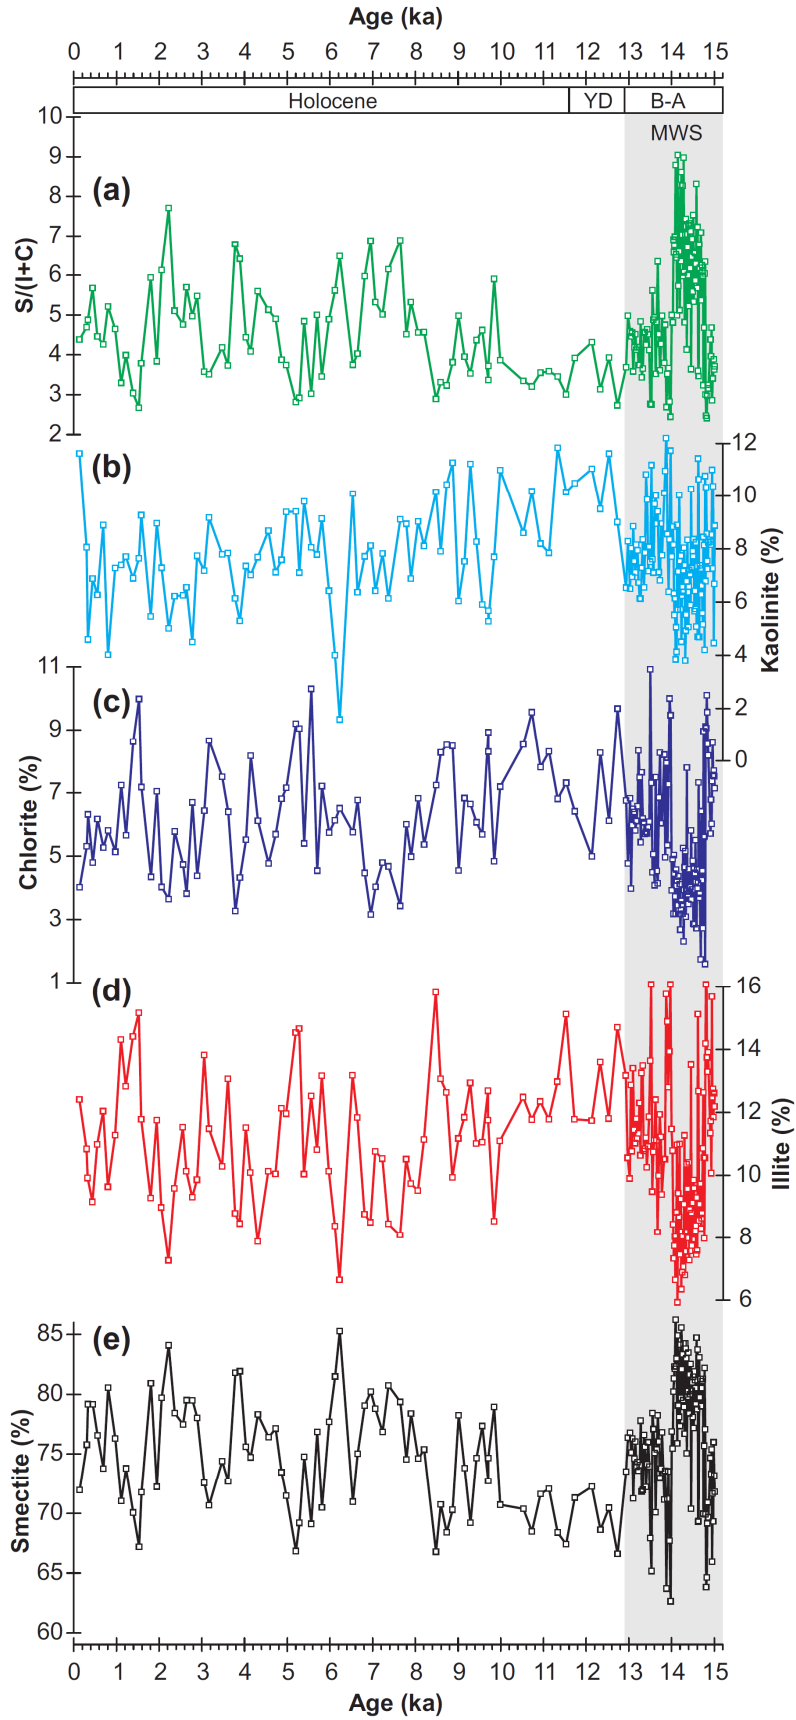 Age (ka)
0 1 2 3 4 5 6 7 8 9 10 11 12 13 14 15
Holocene YD B-A
MWS
(a)
S/(I+C)
10
9
8
7
6
5
4
3
2
(b)
Kaolinite (%)
12
10
8
6
4
2
0
(c)
Chlorite (%)
11
9
7
5
3
1
(d)
Illite (%)
16
14
12
10
8
6
(e)
Smectite (%)
85
80
75
70
65
60
0 1 2 3 4 5 6 7 8 9 10 11 12 13 14 15
Age (ka)